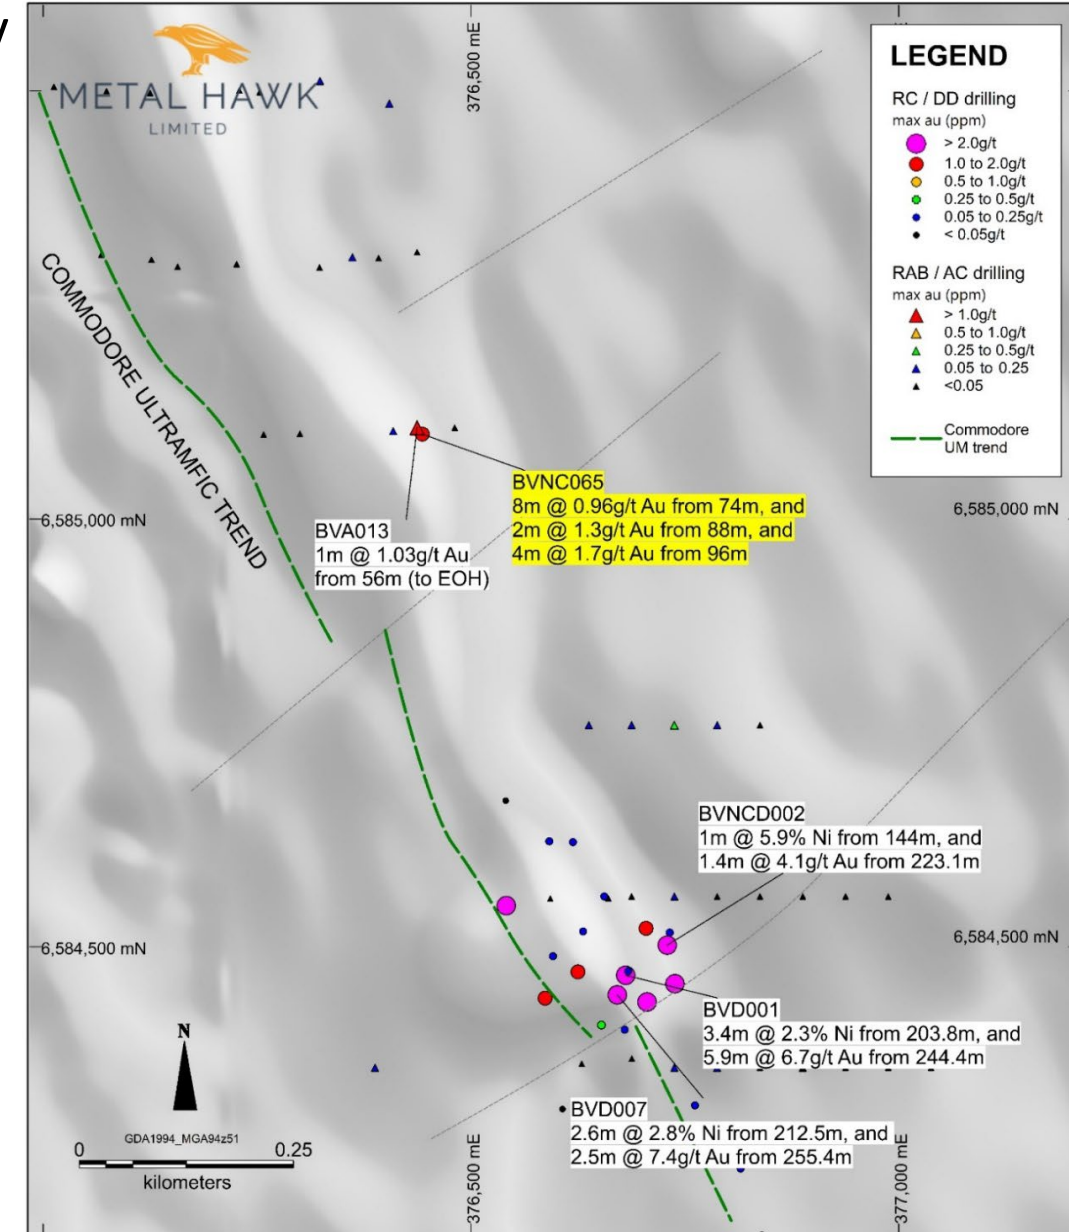 y
METAL HAWK
LIMITED
376,500 mE
LEGEND
RC / DD drilling
max au (ppm)
> 2.0g/t
1.0 to 2.0g/t
0.5 to 1.0g/t
0.25 to 0.5g/t
0.05 to 0.25g/t
< 0.05g/t
RAB / AC drilling
max au (ppm)
> 1.0g/t
0.5 to 1.0g/t
0.25 to 0.5g/t
0.05 to 0.25
<0.05
Commodore
UM trend
COMMODORE ULTRAMFIC TREND
BVNC065
8m @ 0.96g/t Au from 74m, and
2m @ 1.3g/t Au from 88m, and
4m @ 1.7g/t Au from 96m
6,585,000 mN
6,585,000 mN
BVA013
1m @ 1.03g/t Au
from 56m (to EOH)
BVNCD002
1m @ 5.9% Ni from 144m, and
1.4m @ 4.1g/t Au from 223.1m
6,584,500 mN
6,584,500 mN
BVD001
3.4m @ 2.3% Ni from 203.8m, and
5.9m @ 6.7g/t Au from 244.4m
BVD007
2.6m @ 2.8% Ni from 212.5m, and
2.5m @ 7.4g/t Au from 255.4m
N
GDA1994_MGA94z51
0 0.25
kilometers
376,500 mE
377,000 mE